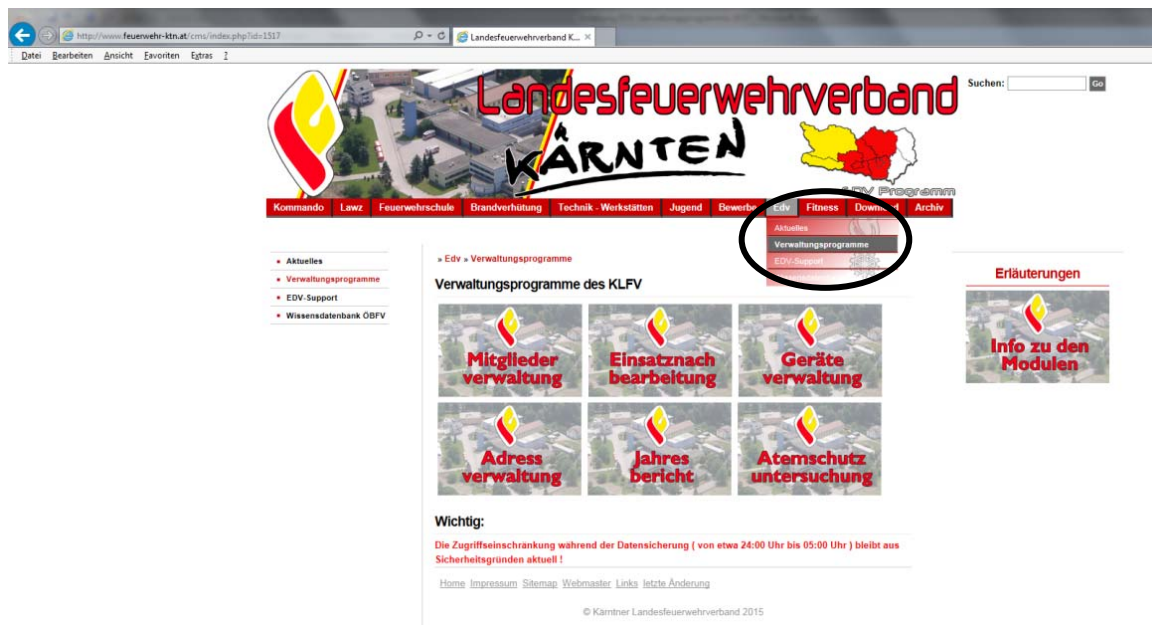 http://www.feuerwehr-ktn.at/cms/index.php?id=1517
Landesfeuerwehrverband K...
Datei Bearbeiten Ansicht Favoriten Extras ?
Landesfeuerwehrverband
KÄRNTEN
Suchen:
Go
EDV Programm
Kommando Lawz Feuerwehrschule Brandverhütung Technik - Werkstätten Jugend Bewerbe Edv Fitness Download Archiv
Aktuelles
Verwaltungsprogramme
EDV-Support
• Aktuelles
• Verwaltungsprogramme
• EDV-Support
• Wissensdatenbank ÖBFV
» Edv » Verwaltungsprogramme
Verwaltungsprogramme des KLFV
Mitglieder verwaltung
Einsatznach bearbeitung
Geräte verwaltung
Adress verwaltung
Jahres bericht
Atemschutz untersuchung
Erläuterungen
Info zu den Modulen
Wichtig:
Die Zugriffseinschränkung während der Datensicherung ( von etwa 24:00 Uhr bis 05:00 Uhr ) bleibt aus
Sicherheitsgründen aktuell !
Home Impressum Sitemap Webmaster Links letzte Änderung
© Kärntner Landesfeuerwehrverband 2015